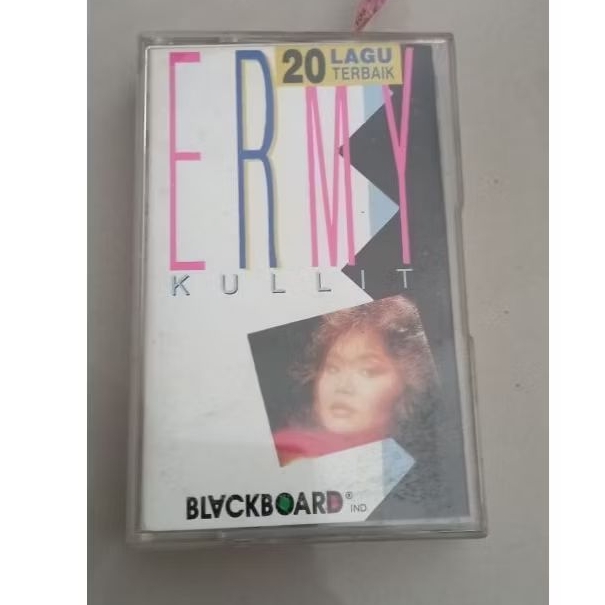 20 LAGU
TERBAIK
ERMY
KULLIT
BLACKBOARD® IND.